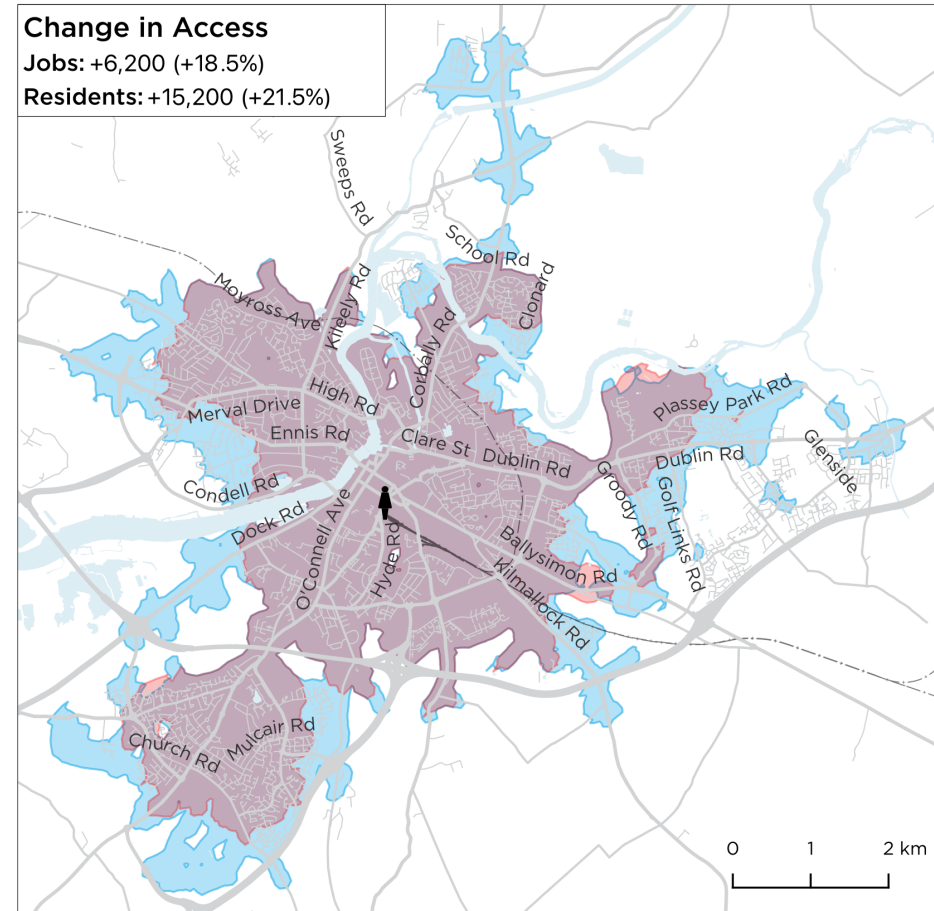 Change in Access
Jobs: +6,200 (+18.5%)
Residents: +15,200 (+21.5%)
Sweeps Rd
School Rd
Clonard
Moyross Ave
Kileely Rd
Corbally Rd
High Rd
Merval Drive
Ennis Rd
Clare St
Dublin Rd
Plassey Park Rd
Dublin Rd
Glenside
Condell Rd
Dock Rd
O'Connell Ave
Hyde Rd
Groody Rd
Golf Links Rd
Ballysimon Rd
Kilmallock Rd
Church Rd
Mulcair Rd
0 1 2 km